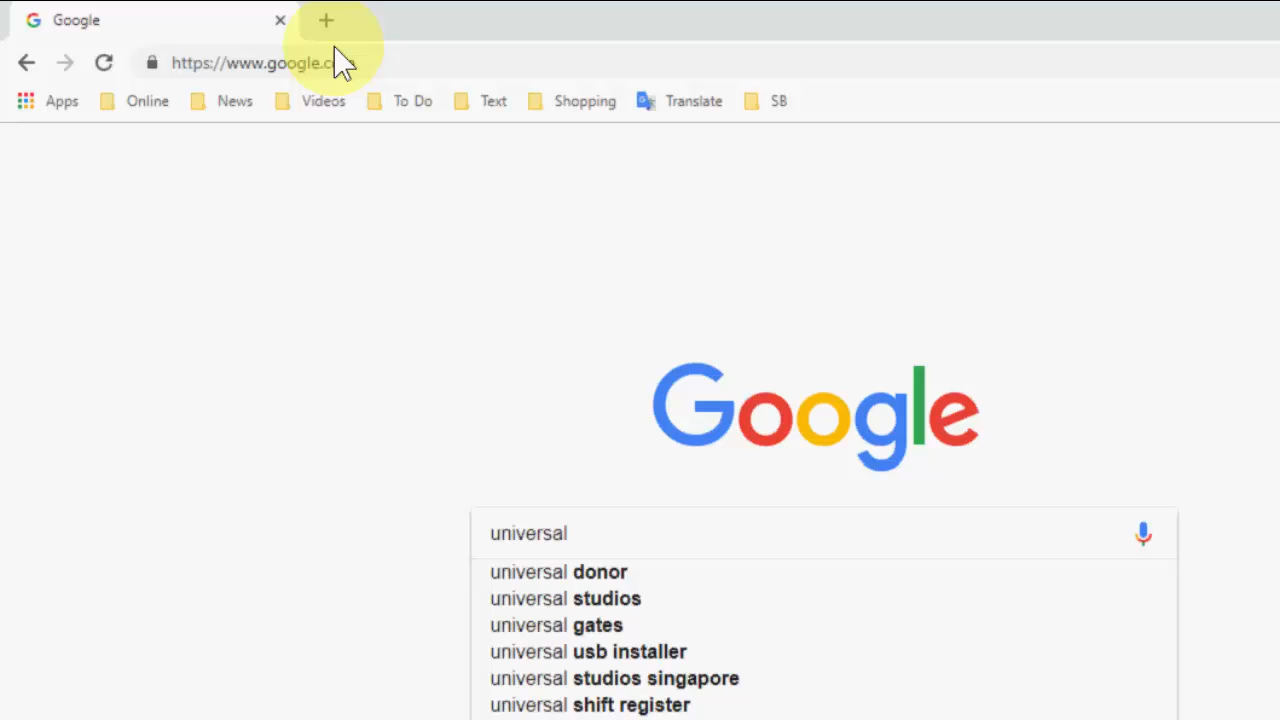 Google
https://www.google.c
Apps Online News Videos To Do Text Shopping Translate SB
Google
universal
universal donor
universal studios
universal gates
universal usb installer
universal studios singapore
universal shift register